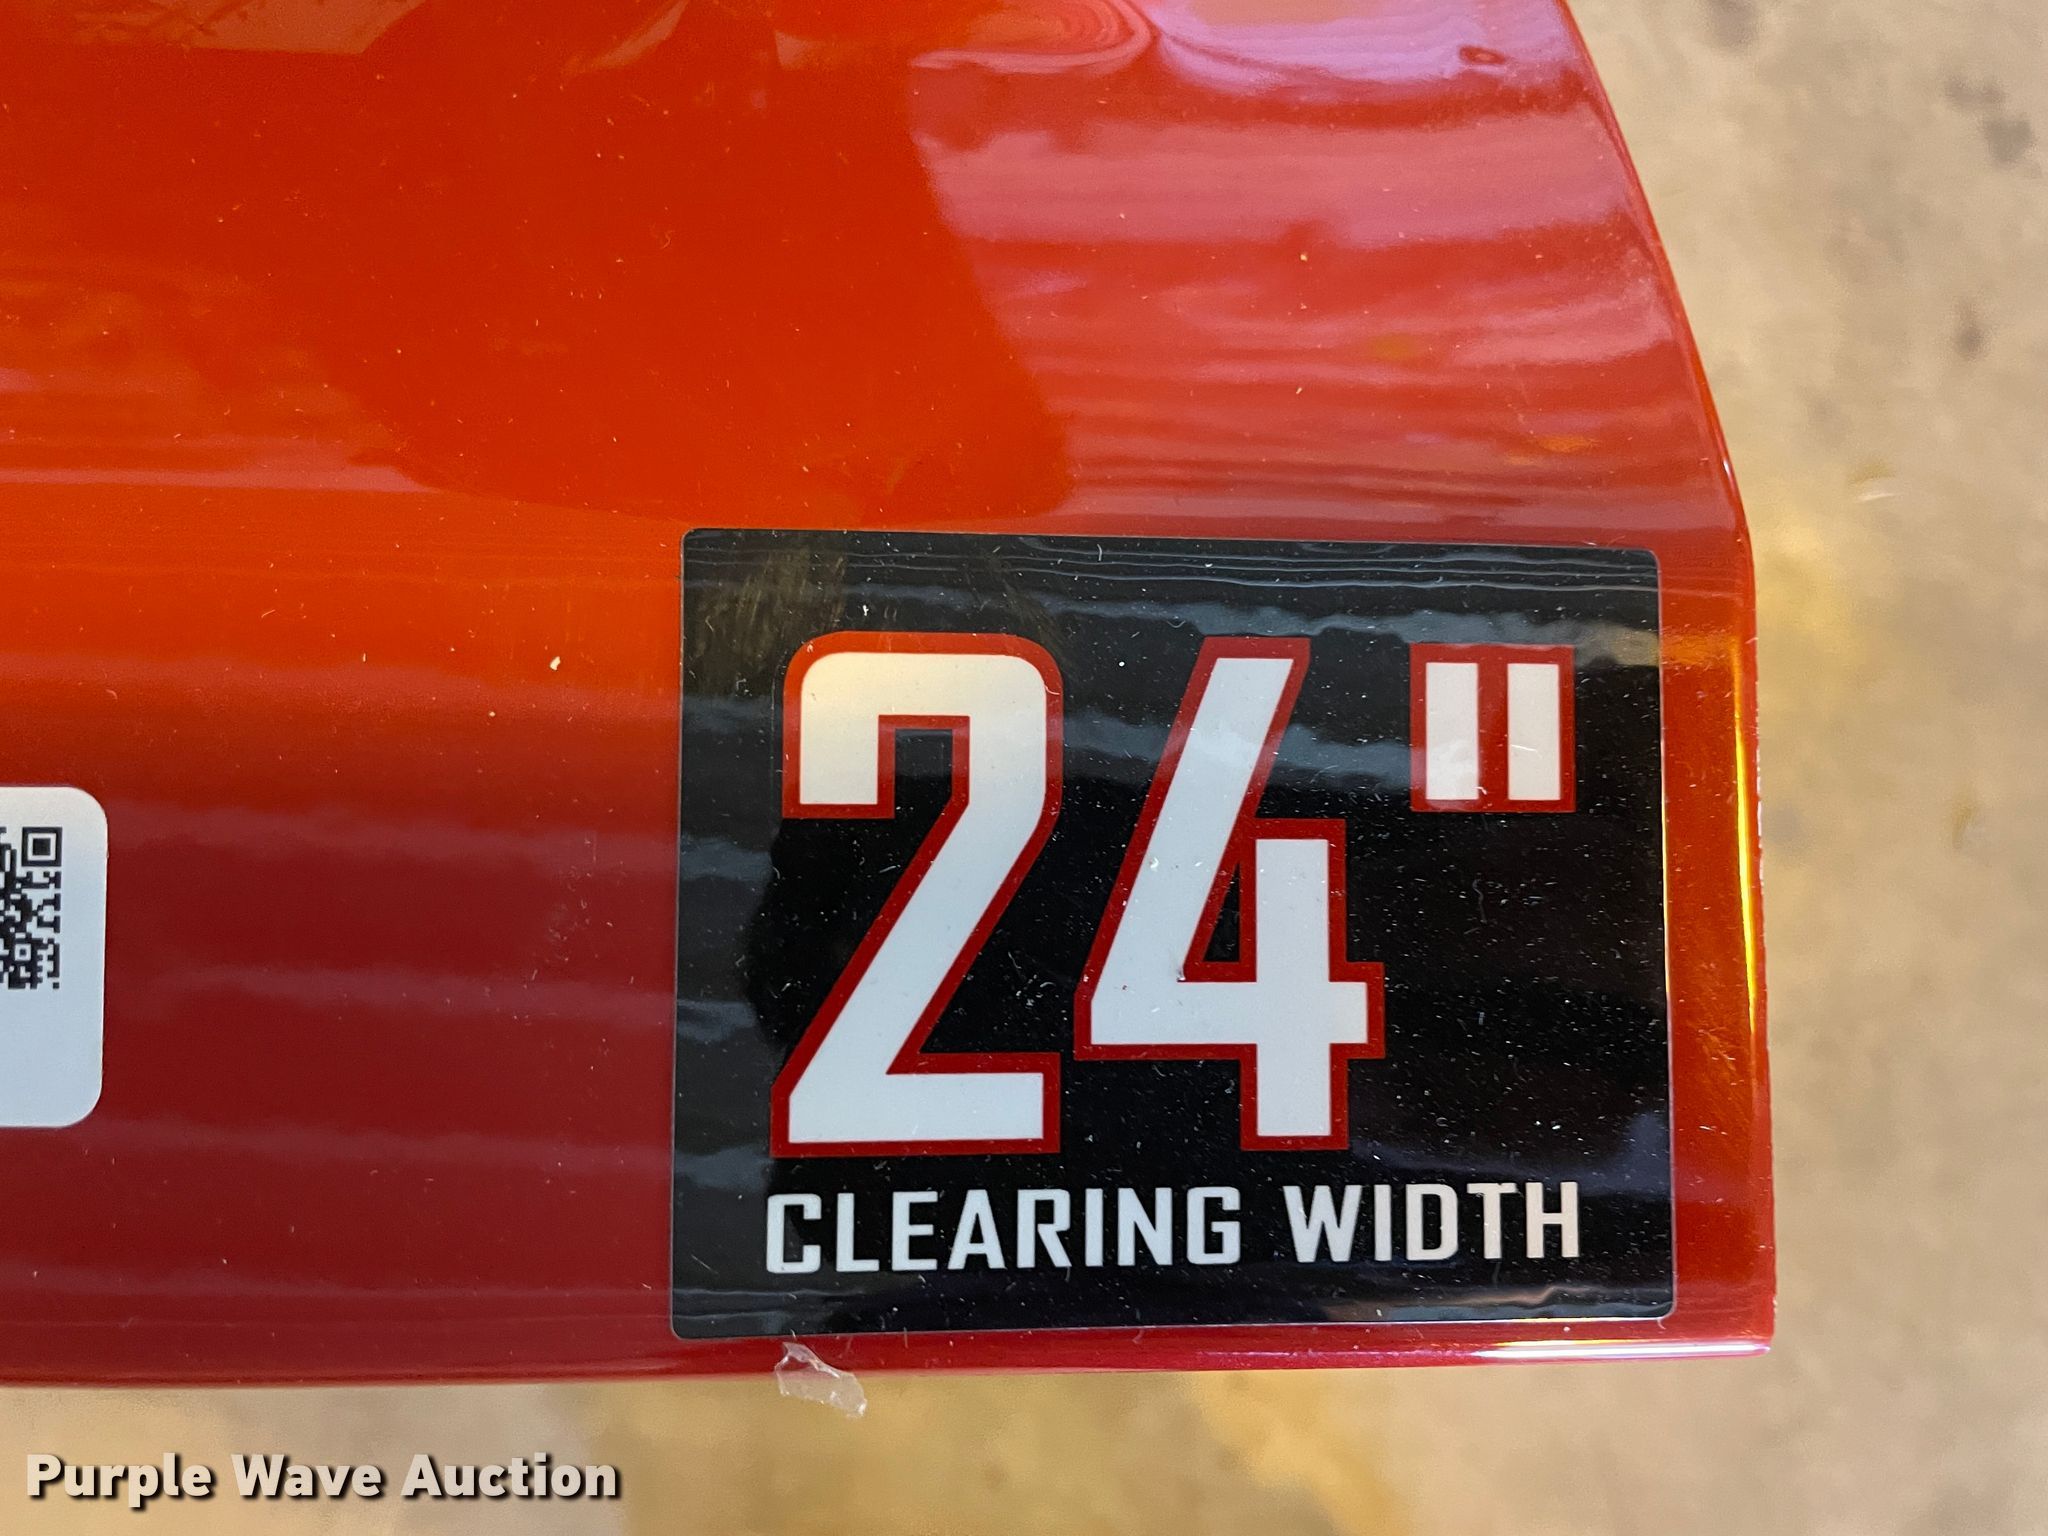 24"
CLEARING WIDTH
Purple Wave Auction